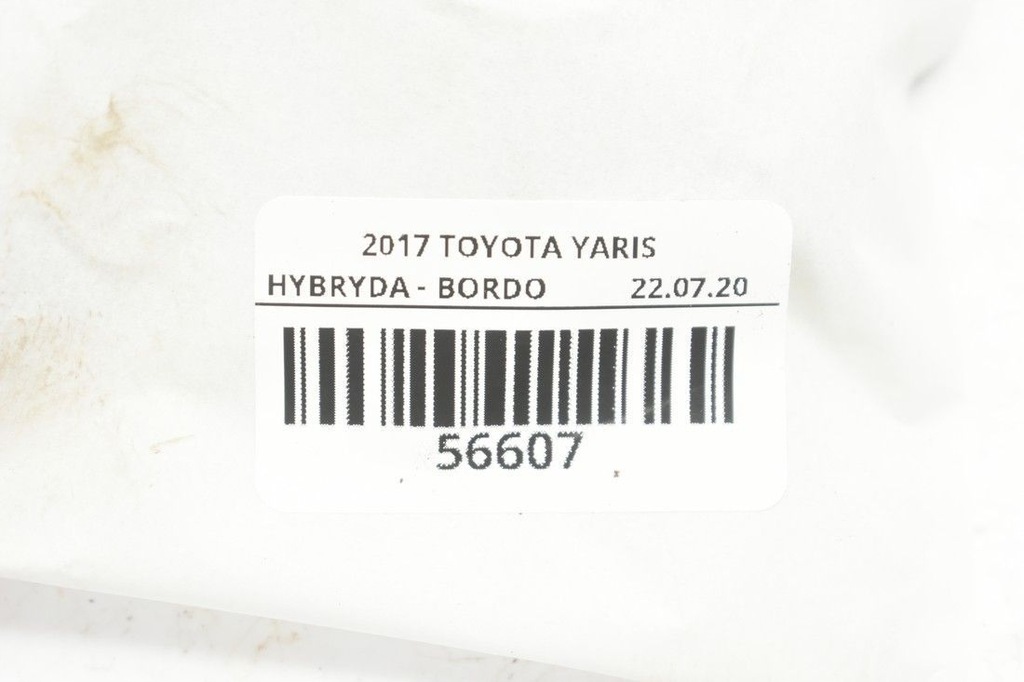 2017 TOYOTA YARIS
HYBRYDA - BORDO 22.07.20
56607